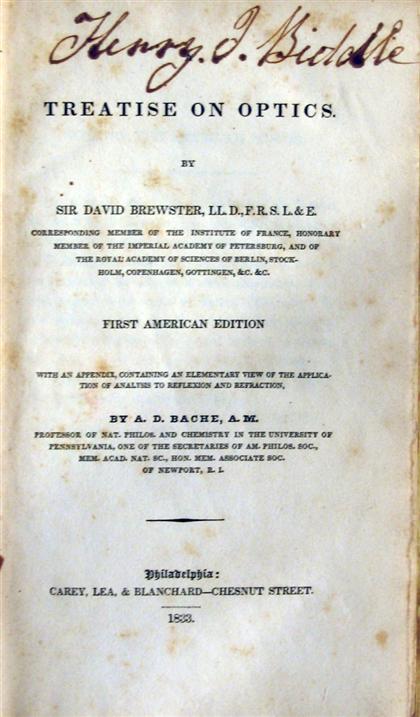 Henry. J. Biddle
TREATISE ON OPTICS.
BY
SIR DAVID BREWSTER, LL. D., F. R. S. L. & E.
CORRESPONDING MEMBER OF THE INSTITUTE OF FRANCE, HONORARY
MEMBER OF THE IMPERIAL ACADEMY OF PETERSBURG, AND OF
THE ROYAL ACADEMY OF SCIENCES OF BERLIN, STOCK-
HOLM, COPENHAGEN, GOTTINGEN, &C. &C.
FIRST AMERICAN EDITION
WITH AN APPENDIX, CONTAINING AN ELEMENTARY VIEW OF THE APPLICA-
TION OF ANALYSIS TO REFLEXION AND REFRACTION,
BY A. D. BACHE, A. M.
PROFESSOR OF NAT. PHILOS. AND CHEMISTRY IN THE UNIVERSITY OF
PENNSYLVANIA, ONE OF THE SECRETARIES OF AM. PHILOS. SOC.,
MEM. ACAD. NAT. SC., HON. MEM. ASSOCIATE SOC.
OF NEWPORT, R. I.
Philadelphia:
CAREY, LEA, & BLANCHARD—CHESNUT STREET.
1833.